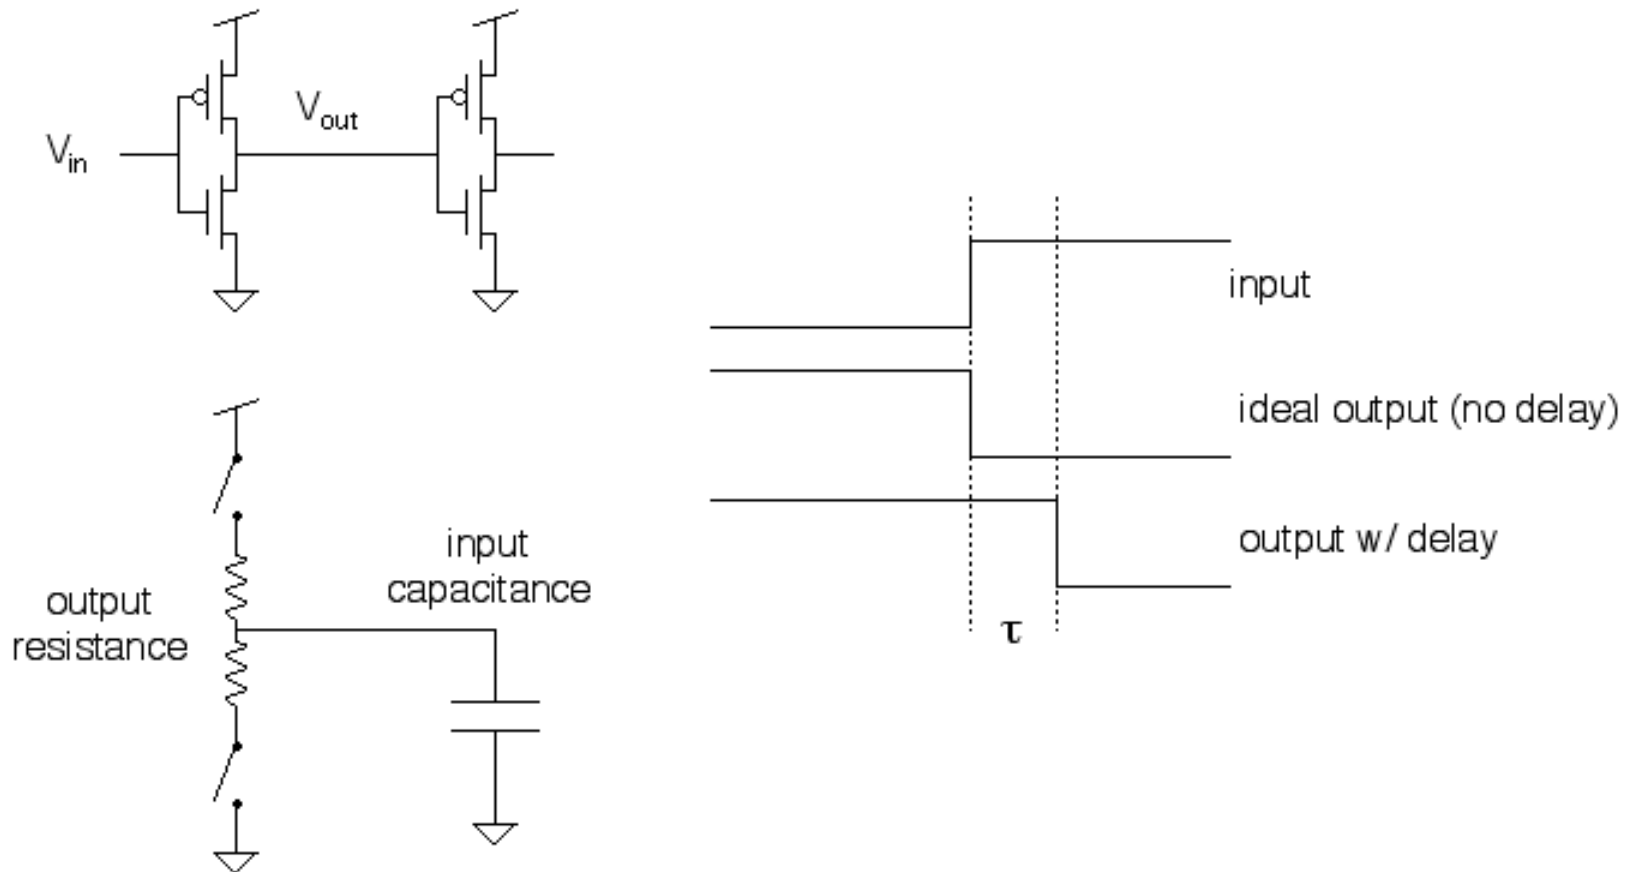 V_in
V_out
input
ideal output (no delay)
output w/ delay
τ
input
capacitance
output
resistance